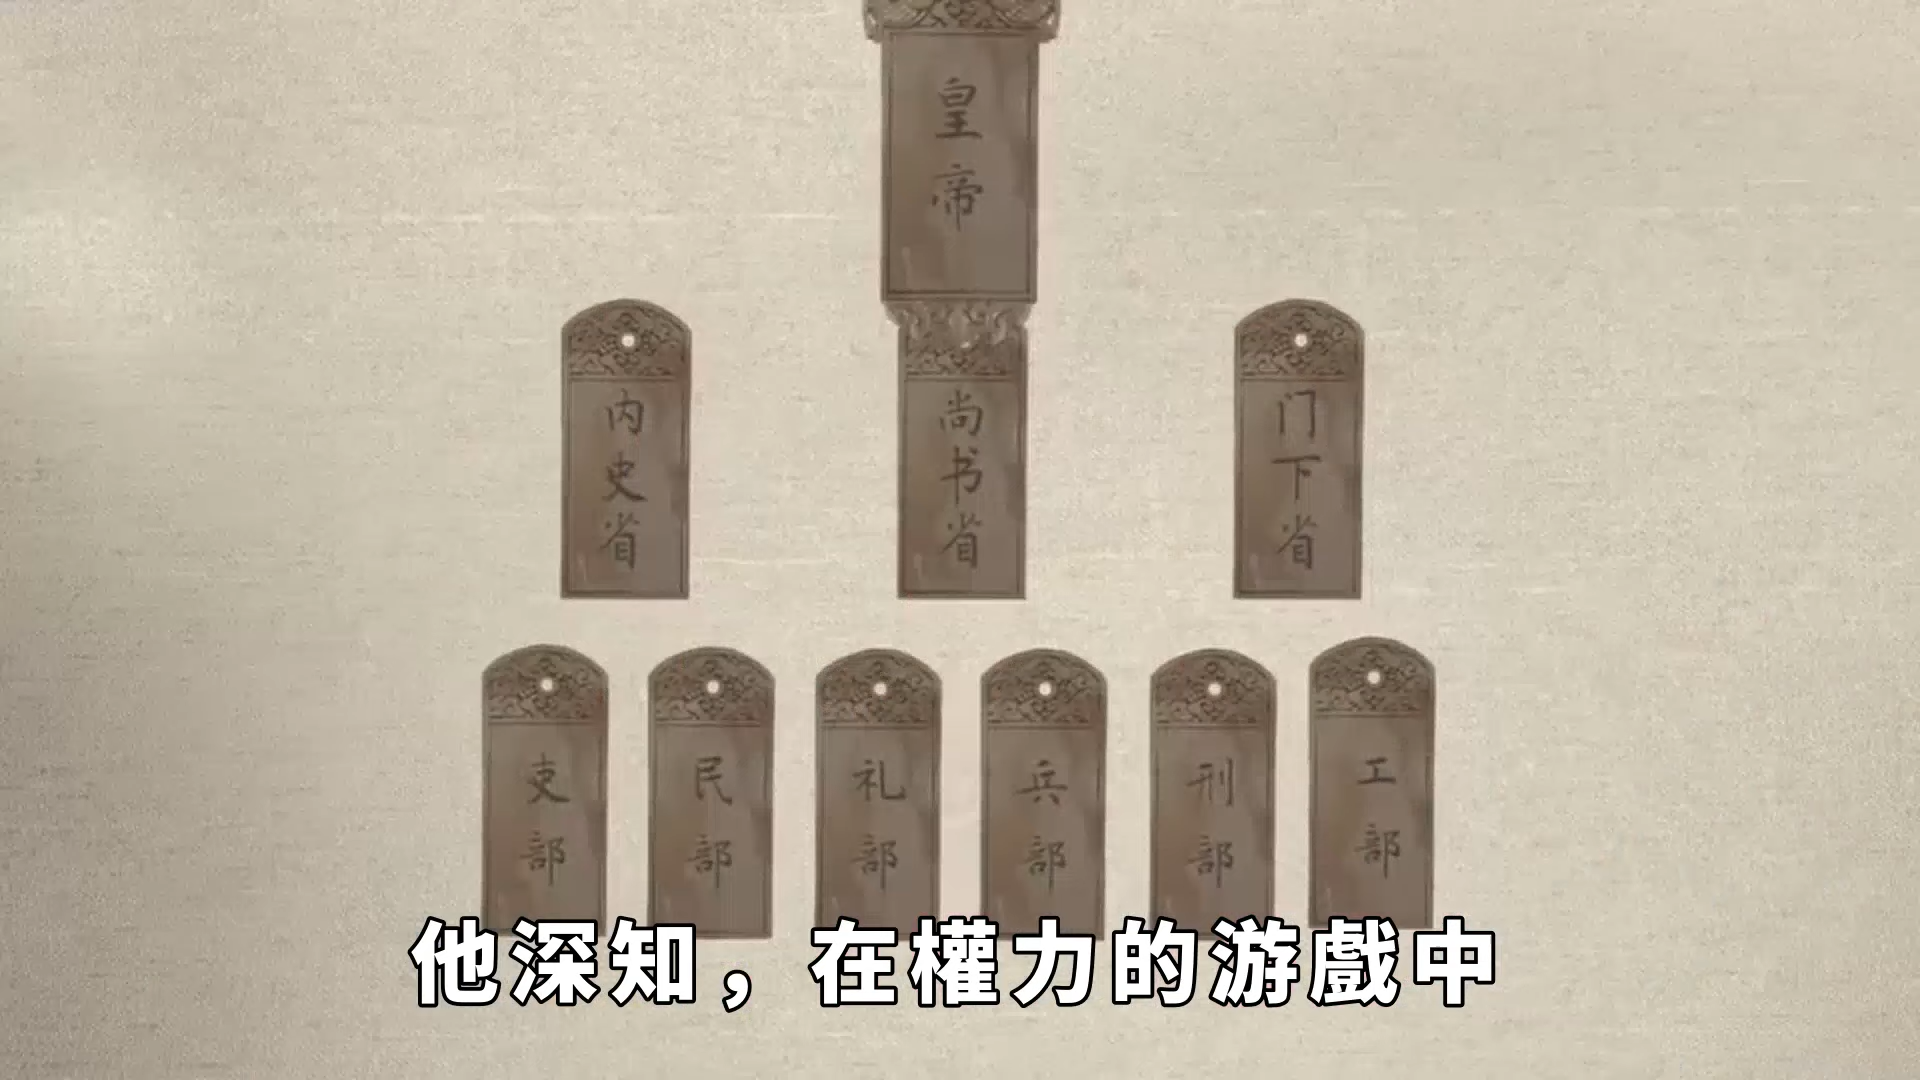 皇帝
内史省
尚书省
门下省
吏部
民部
礼部
兵部
刑部
工部
他深知，在權力的游戲中